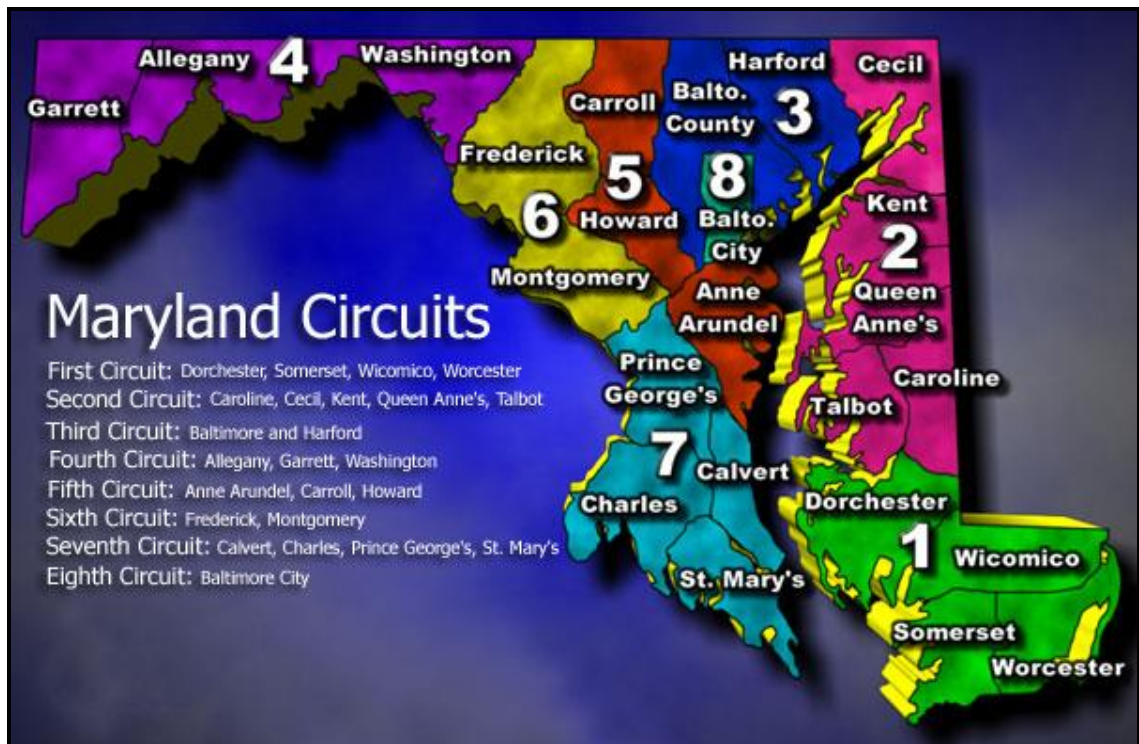 Allegany
4
Washington
Harford
Cecil
Garrett
Carroll
Balto.
County
3
Frederick
5
8
Kent
6
Howard
Balto.
City
2
Montgomery
Anne
Arundel
Queen
Anne's
Maryland Circuits
Prince
George's
Caroline
Talbot
First Circuit: Dorchester, Somerset, Wicomico, Worcester
Second Circuit: Caroline, Cecil, Kent, Queen Anne's, Talbot
Third Circuit: Baltimore and Harford
Fourth Circuit: Allegany, Garrett, Washington
Fifth Circuit: Anne Arundel, Carroll, Howard
Sixth Circuit: Frederick, Montgomery
Seventh Circuit: Calvert, Charles, Prince George's, St. Mary's
Eighth Circuit: Baltimore City
7
Calvert
Charles
Dorchester
1
Wicomico
St. Mary's
Somerset
Worcester